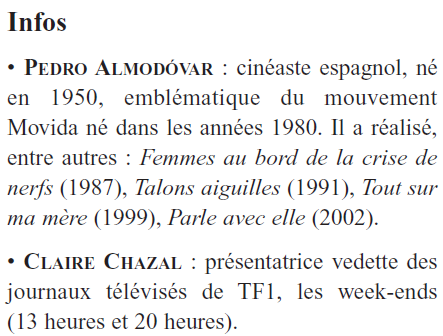 Infos
• PEDRO ALMODÓVAR : cinéaste espagnol, né
en 1950, emblématique du mouvement
Movida né dans les années 1980. Il a réalisé,
entre autres : Femmes au bord de la crise de
nerfs (1987), Talons aiguilles (1991), Tout sur
ma mère (1999), Parle avec elle (2002).
• CLAIRE CHAZAL : présentatrice vedette des
journaux télévisés de TF1, les week-ends
(13 heures et 20 heures).